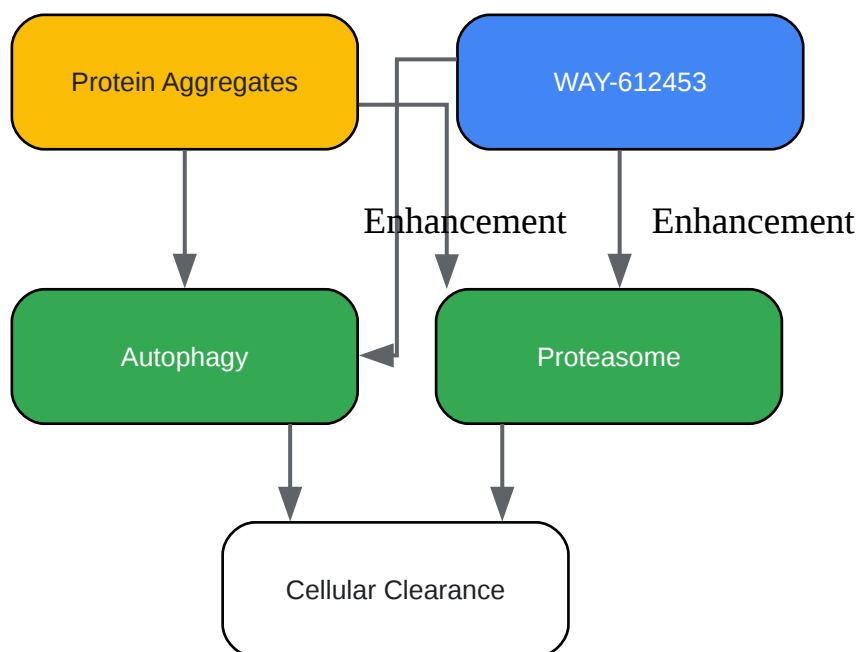 Protein Aggregates
WAY-612453
Enhancement
Enhancement
Autophagy
Proteasome
Cellular Clearance